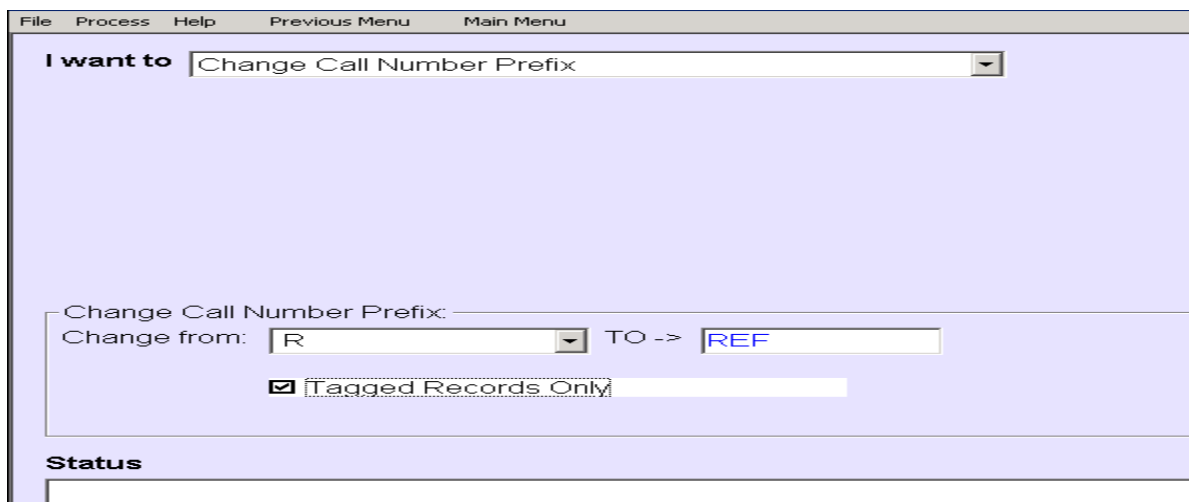 File Process Help Previous Menu Main Menu
I want to Change Call Number Prefix
Change Call Number Prefix:
Change from: R TO -> REF
Tagged Records Only
Status